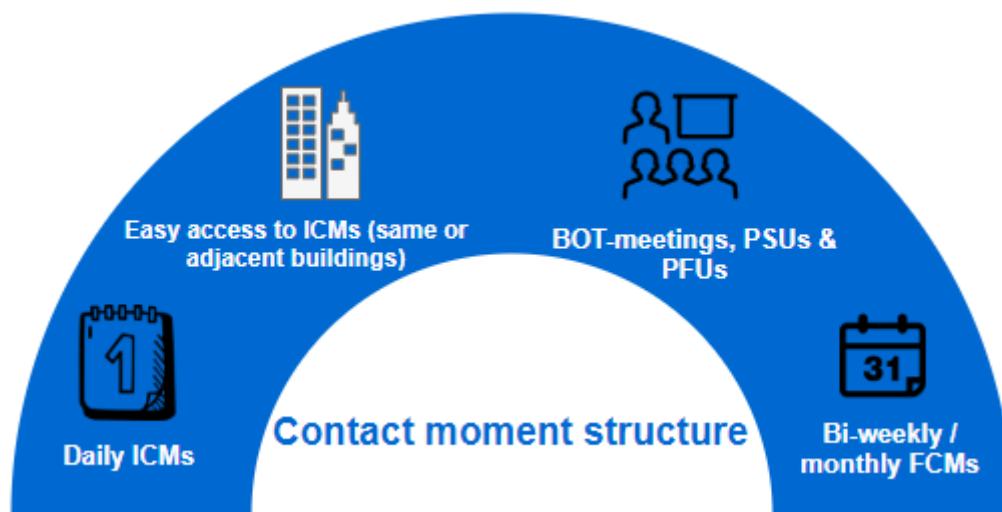 Easy access to ICMs (same or
adjacent buildings)
BOT-meetings, PSUs &
PFUs
1
Daily ICMs
31
Bi-weekly /
monthly FCMs
Contact moment structure